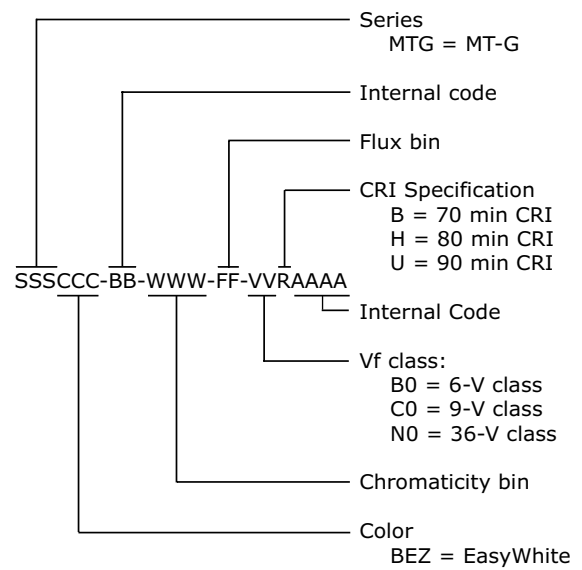 Series
MTG = MT-G
Internal code
Flux bin
CRI Specification
B = 70 min CRI
H = 80 min CRI
U = 90 min CRI
SSSCCC-BB-WWW-FF-VVRAAAA
Internal Code
Vf class:
B0 = 6-V class
C0 = 9-V class
N0 = 36-V class
Chromaticity bin
Color
BEZ = EasyWhite